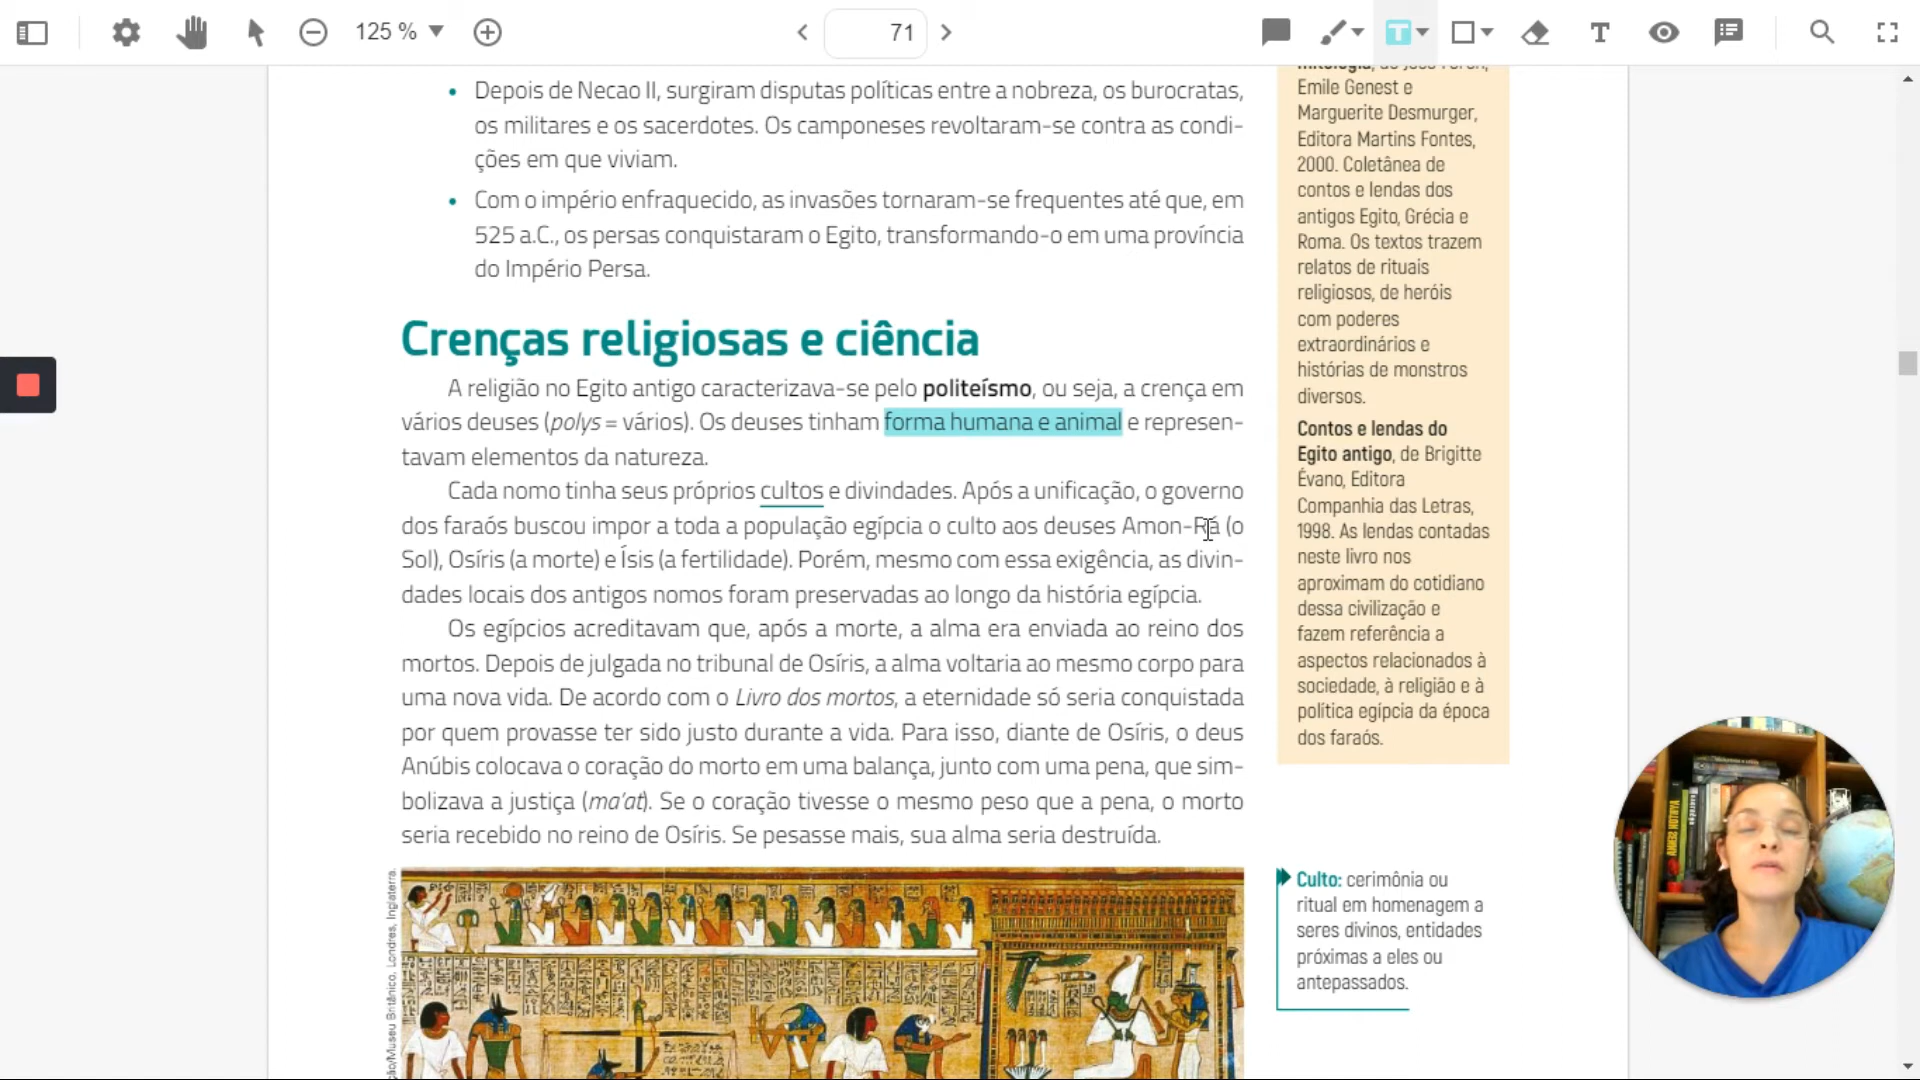 125 %
71
Depois de Necao II, surgiram disputas políticas entre a nobreza, os burocratas,
os militares e os sacerdotes. Os camponeses revoltaram-se contra as condi-
ções em que viviam.
Com o império enfraquecido, as invasões tornaram-se frequentes até que, em
525 a.C., os persas conquistaram o Egito, transformando-o em uma província
do Império Persa.
Crenças religiosas e ciência
A religião no Egito antigo caracterizava-se pelo politeísmo, ou seja, a crença em
vários deuses (polys = vários). Os deuses tinham forma humana e animal e represen-
tavam elementos da natureza.
Cada nomo tinha seus próprios cultos e divindades. Após a unificação, o governo
dos faraós buscou impor a toda a população egípcia o culto aos deuses Amon-Rá (o
Sol), Osíris (a morte) e Ísis (a fertilidade). Porém, mesmo com essa exigência, as divin-
dades locais dos antigos nomos foram preservadas ao longo da história egípcia.
Os egípcios acreditavam que, após a morte, a alma era enviada ao reino dos
mortos. Depois de julgada no tribunal de Osíris, a alma voltaria ao mesmo corpo para
uma nova vida. De acordo com o Livro dos mortos, a eternidade só seria conquistada
por quem provasse ter sido justo durante a vida. Para isso, diante de Osíris, o deus
Anúbis colocava o coração do morto em uma balança, junto com uma pena, que sim-
bolizava a justiça (ma'at). Se o coração tivesse o mesmo peso que a pena, o morto
seria recebido no reino de Osíris. Se pesasse mais, sua alma seria destruída.
Emile Genest e
Marguerite Desmurger,
Editora Martins Fontes,
2000. Coletânea de
contos e lendas dos
antigos Egito, Grécia e
Roma. Os textos trazem
relatos de rituais
religiosos, de heróis
com poderes
extraordinários e
histórias de monstros
diversos.
Contos e lendas do
Egito antigo, de Brigitte
Évano, Editora
Companhia das Letras,
1998. As lendas contadas
neste livro nos
aproximam do cotidiano
dessa civilização e
fazem referência a
aspectos relacionados à
sociedade, à religião e à
política egípcia da época
dos faraós.
Culto: cerimônia ou
ritual em homenagem a
seres divinos, entidades
próximas a eles ou
antepassados.
Museu Britânico, Londres, Inglaterra.